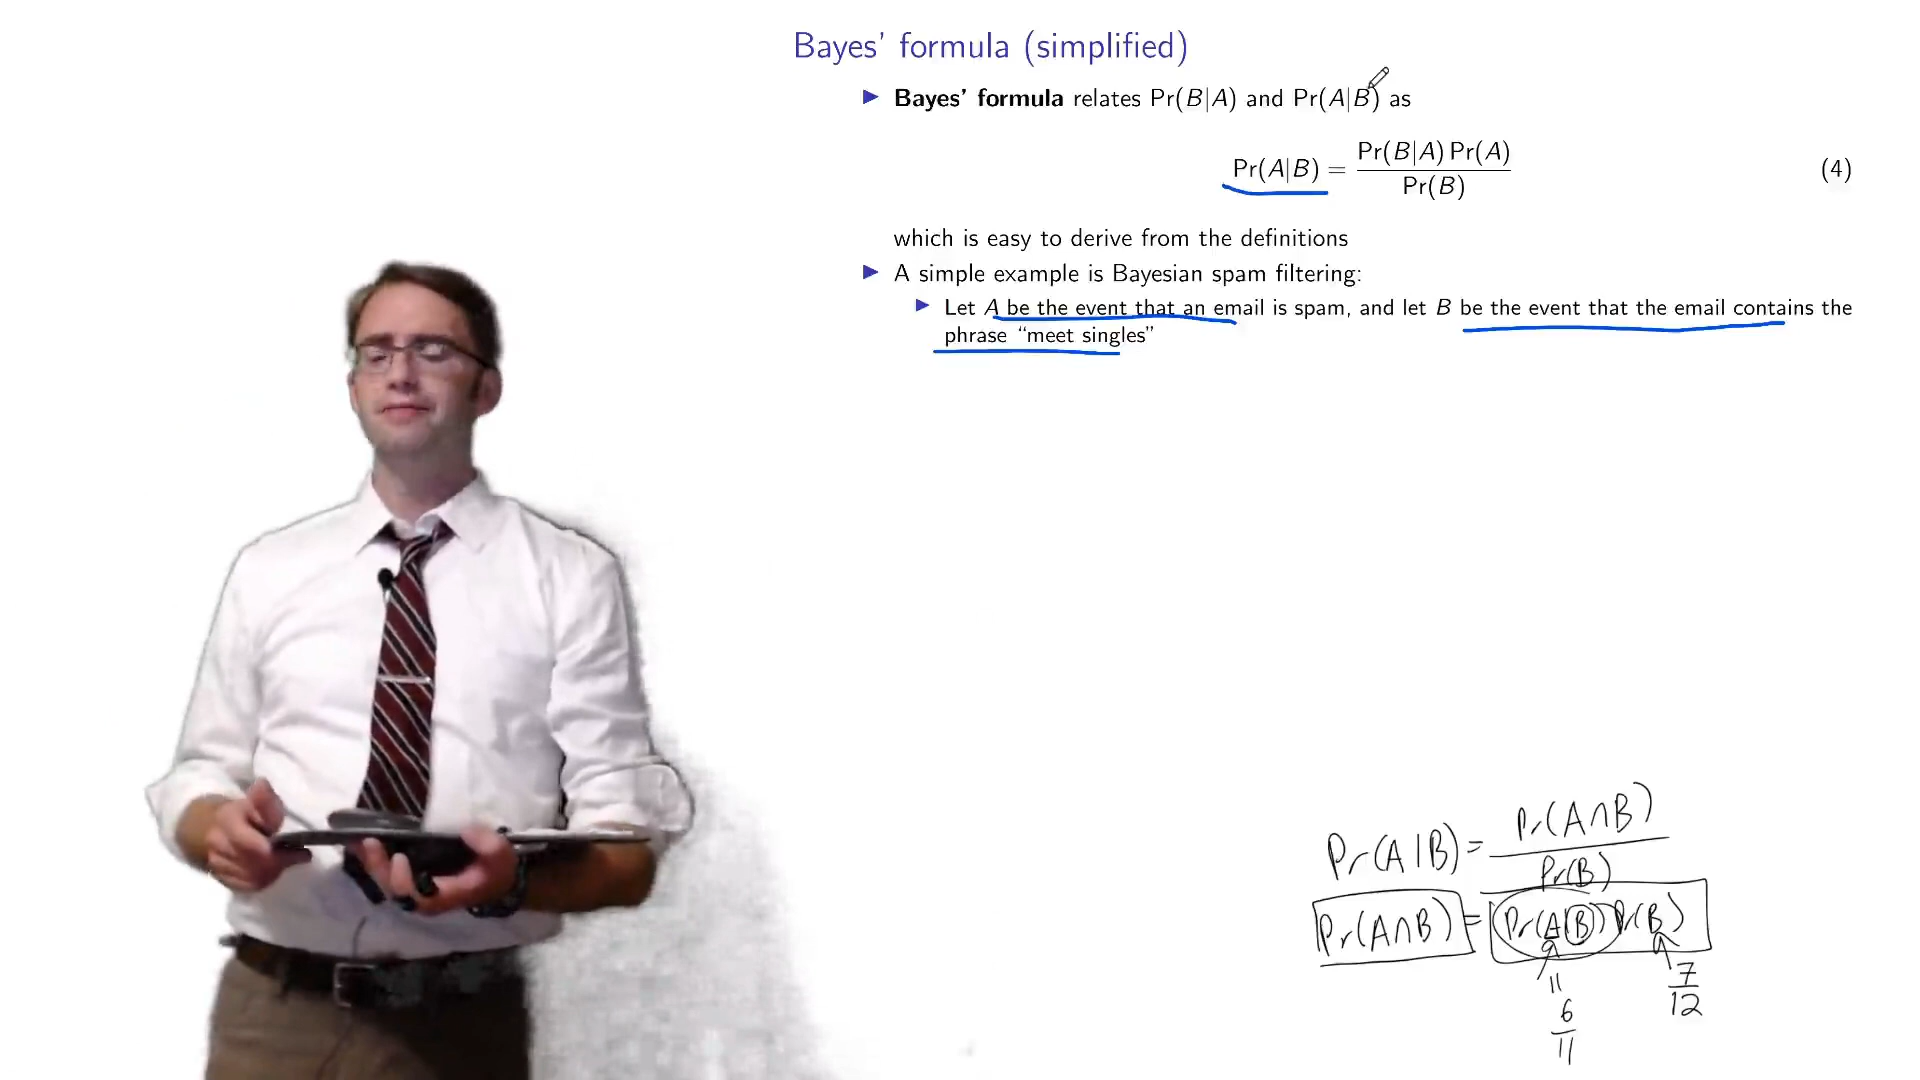 Bayes' formula (simplified)
▶ Bayes' formula relates Pr(B|A) and Pr(A|B) as
Pr(A|B) = Pr(B|A) Pr(A) / Pr(B) (4)
which is easy to derive from the definitions
▶ A simple example is Bayesian spam filtering:
▶ Let A be the event that an email is spam, and let B be the event that the email contains the
phrase “meet singles”
Pr(A|B) = Pr(A∩B) / Pr(B)
Pr(A∩B) = Pr(A|B) Pr(B)
11
6/11
7/12